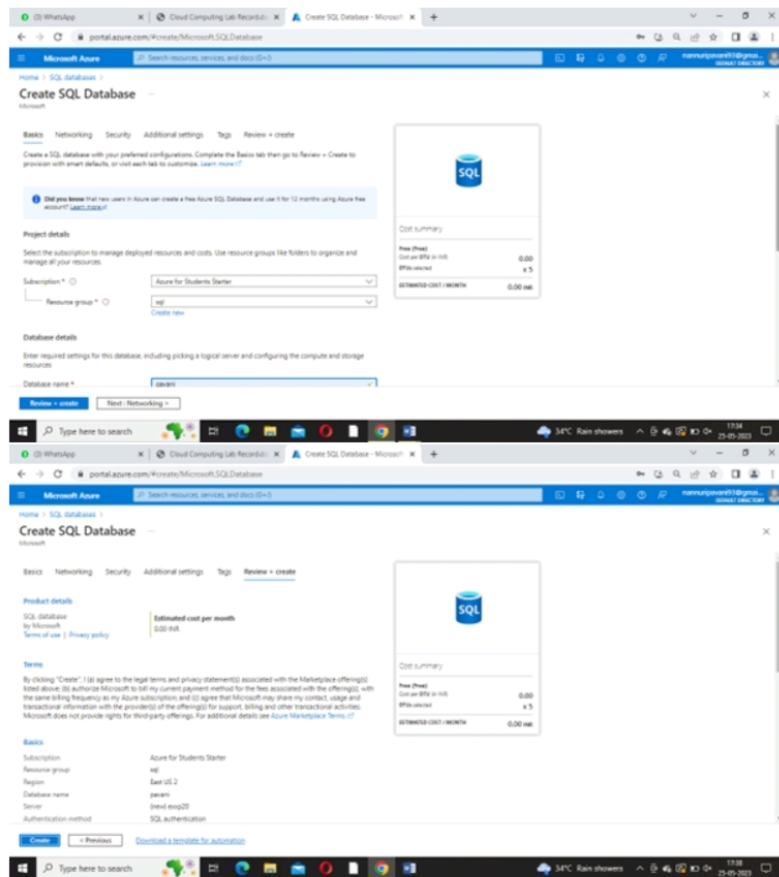 (3) WhatsApp
Cloud Computing Lab Record.do
Create SQL Database - Microsoft
portal.azure.com/#create/Microsoft.SQLDatabase
Microsoft Azure
Search resources, services, and docs (G+/)
DEFAULT DIRECTORY
Home > SQL databases >
Create SQL Database
Microsoft
Basics Networking Security Additional settings Tags Review + create
Create a SQL database with your preferred configurations. Complete the Basics tab then go to Review + Create to
provision with smart defaults, or visit each tab to customize. Learn more
Did you know that new users in Azure can create a free Azure SQL Database and use it for 12 months using Azure free
account? Learn more
Project details
Select the subscription to manage deployed resources and costs. Use resource groups like folders to organize and
manage all your resources.
Subscription * Azure for Students Starter
Resource group * sql
Create new
Database details
Enter required settings for this database, including picking a logical server and configuring the compute and storage
resources
Database name * pavani
Review + create Next : Networking >
SQL
Cost summary
Free (Free)
Cost per DTU (in INR) 0.00
DTUs selected x 5
ESTIMATED COST / MONTH 0.00 INR
Type here to search
34°C Rain showers
17:34
25-05-2023
(3) WhatsApp
Cloud Computing Lab Record.do
Create SQL Database - Microsoft
portal.azure.com/#create/Microsoft.SQLDatabase
Microsoft Azure
Search resources, services, and docs (G+/)
DEFAULT DIRECTORY
Home > SQL databases >
Create SQL Database
Microsoft
Basics Networking Security Additional settings Tags Review + create
Product details
SQL database
by Microsoft
Terms of use | Privacy policy
Estimated cost per month
0.00 INR
Terms
By clicking "Create", I (a) agree to the legal terms and privacy statement(s) associated with the Marketplace offering(s)
listed above; (b) authorize Microsoft to bill my current payment method for the fees associated with the offering(s), with
the same billing frequency as my Azure subscription; and (c) agree that Microsoft may share my contact, usage and
transactional information with the provider(s) of the offering(s) for support, billing and other transactional activities.
Microsoft does not provide rights for third-party offerings. For additional details see Azure Marketplace Terms.
Basics
Subscription Azure for Students Starter
Resource group sql
Region East US 2
Database name pavani
Server (new)
Authentication method SQL authentication
Create < Previous Download a template for automation
SQL
Cost summary
Free (Free)
Cost per DTU (in INR) 0.00
DTUs selected x 5
ESTIMATED COST / MONTH 0.00 INR
Type here to search
34°C Rain showers
17:38
25-05-2023